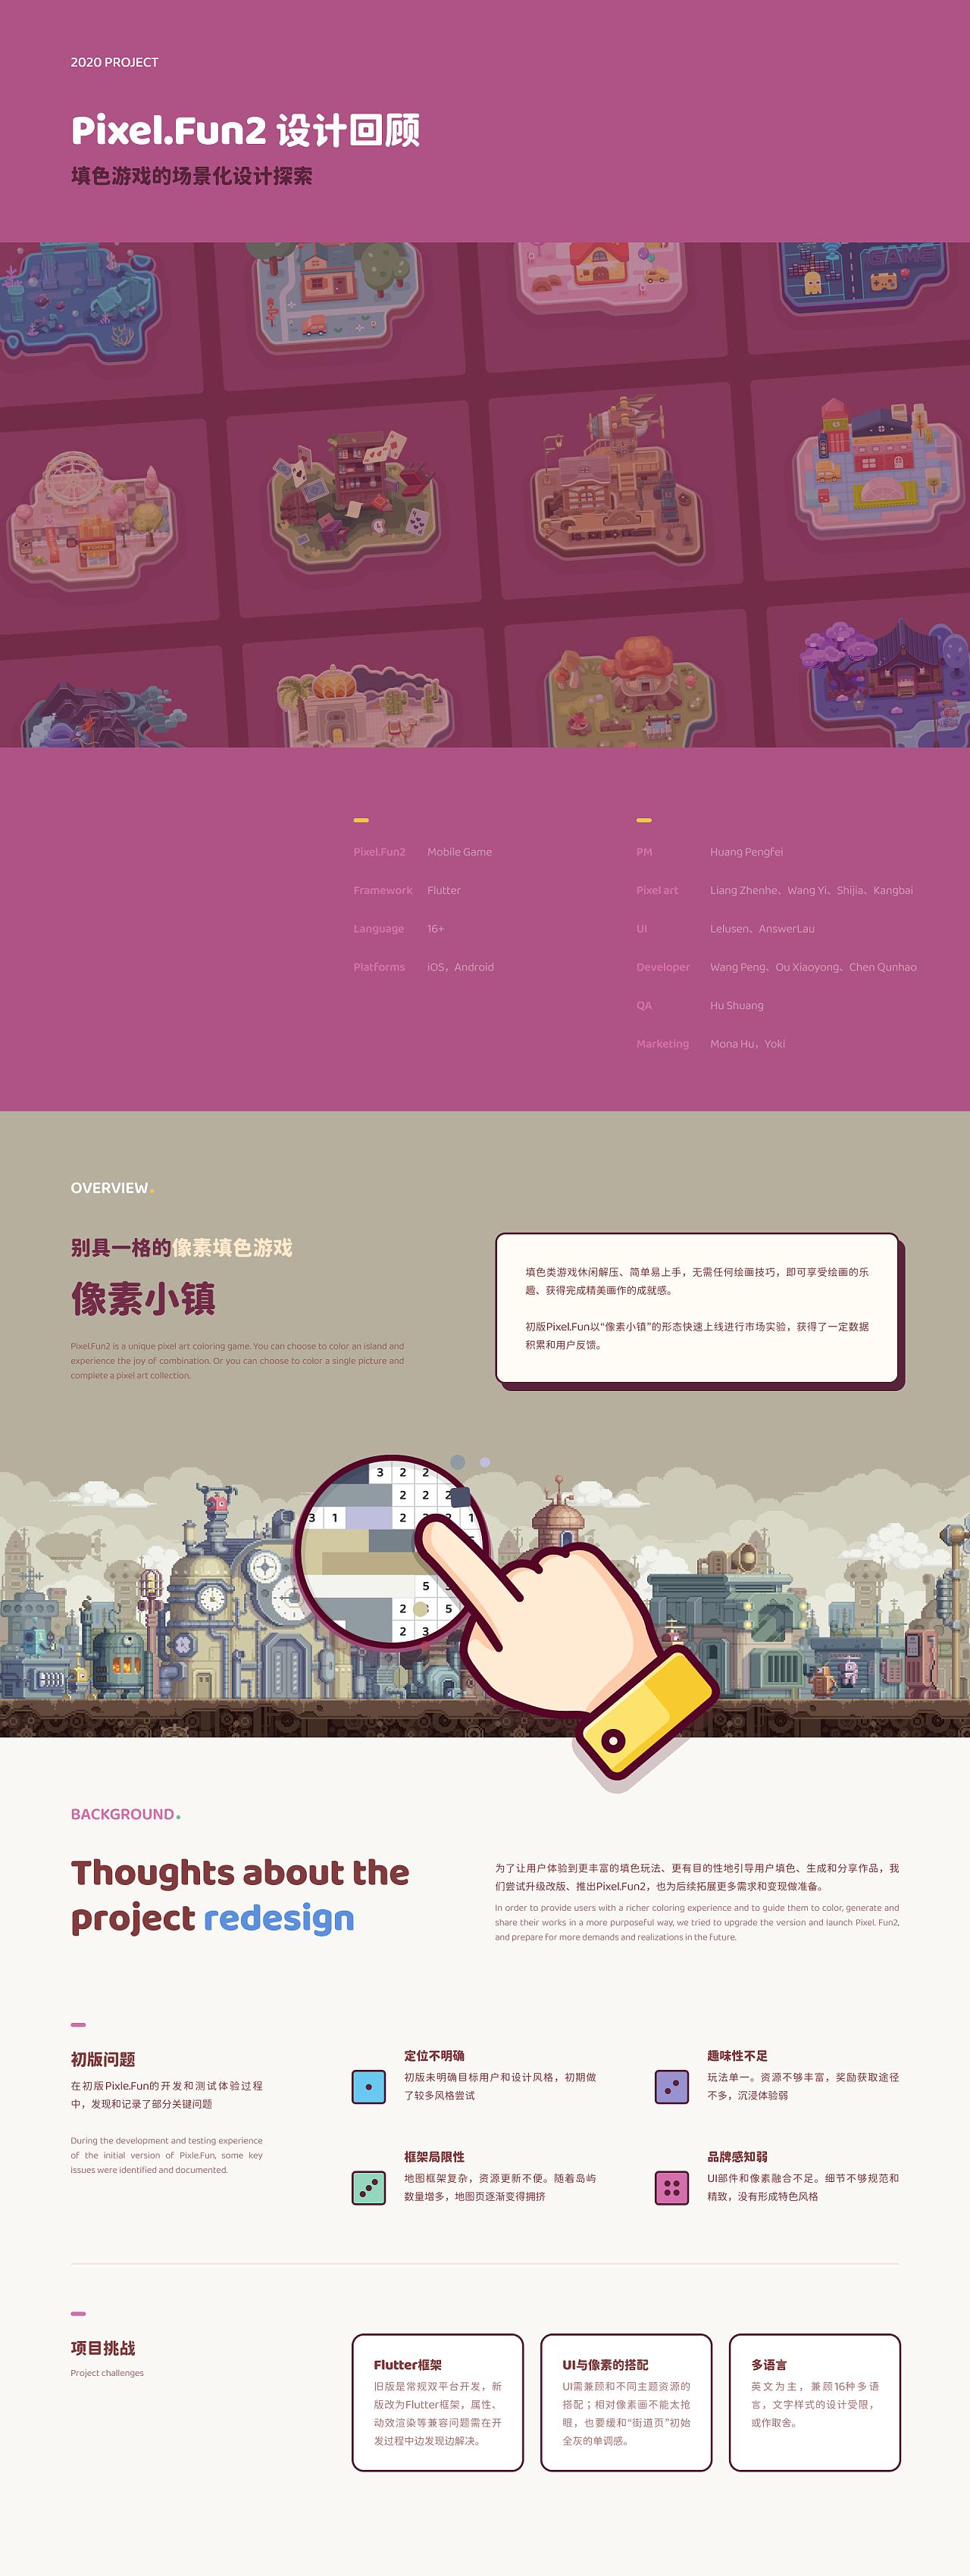 2020 PROJECT
Pixel.Fun2 设计回顾
填色游戏的场景化设计探索
GAME
FOOD
Pixel.Fun2 Mobile Game
Framework Flutter
Language 16+
Platforms iOS，Android
PM Huang Pengfei
Pixel art Liang Zhenhe、Wang Yi、Shijia、Kangbai
UI Lelusen、AnswerLau
Developer Wang Peng、Ou Xiaoyong、Chen Qunhao
QA Hu Shuang
Marketing Mona Hu，Yoki
OVERVIEW.
别具一格的像素填色游戏
像素小镇
Pixel.Fun2 is a unique pixel art coloring game. You can choose to color an island and
experience the joy of combination. Or you can choose to color a single picture and
complete a pixel art collection.
填色类游戏休闲解压、简单易上手，无需任何绘画技巧，即可享受绘画的乐
趣、获得完成精美画作的成就感。
初版Pixel.Fun以“像素小镇”的形态快速上线进行市场实验，获得了一定数据
积累和用户反馈。
3 2 2
2 2 2
3 1 2 2 2 1
5
2 5
2 3
BACKGROUND.
Thoughts about the
project redesign
为了让用户体验到更丰富的填色玩法、更有目的性地引导用户填色、生成和分享作品，我
们尝试升级改版、推出Pixel.Fun2，也为后续拓展更多需求和变现做准备。
In order to provide users with a richer coloring experience and to guide them to color, generate and
share their works in a more purposeful way, we tried to upgrade the version and launch Pixel. Fun2,
and prepare for more demands and realizations in the future.
初版问题
在初版Pixle.Fun的开发和测试体验过程
中，发现和记录了部分关键问题
During the development and testing experience
of the initial version of Pixle.Fun, some key
issues were identified and documented.
定位不明确
初版未明确目标用户和设计风格，初期做
了较多风格尝试
趣味性不足
玩法单一。资源不够丰富，奖励获取途径
不多，沉浸体验弱
框架局限性
地图框架复杂，资源更新不便。随着岛屿
数量增多，地图页逐渐变得拥挤
品牌感知弱
UI部件和像素融合不足。细节不够规范和
精致，没有形成特色风格
项目挑战
Project challenges
Flutter框架
旧版是常规双平台开发，新
版改为Flutter框架，属性、
动效渲染等兼容问题需在开
发过程中边发现边解决。
UI与像素的搭配
UI需兼顾和不同主题资源的
搭配；相对像素画不能太抢
眼，也要缓和“街道页”初始
全灰的单调感。
多语言
英文为主，兼顾16种多语
言，文字样式的设计受限，
或作取舍。